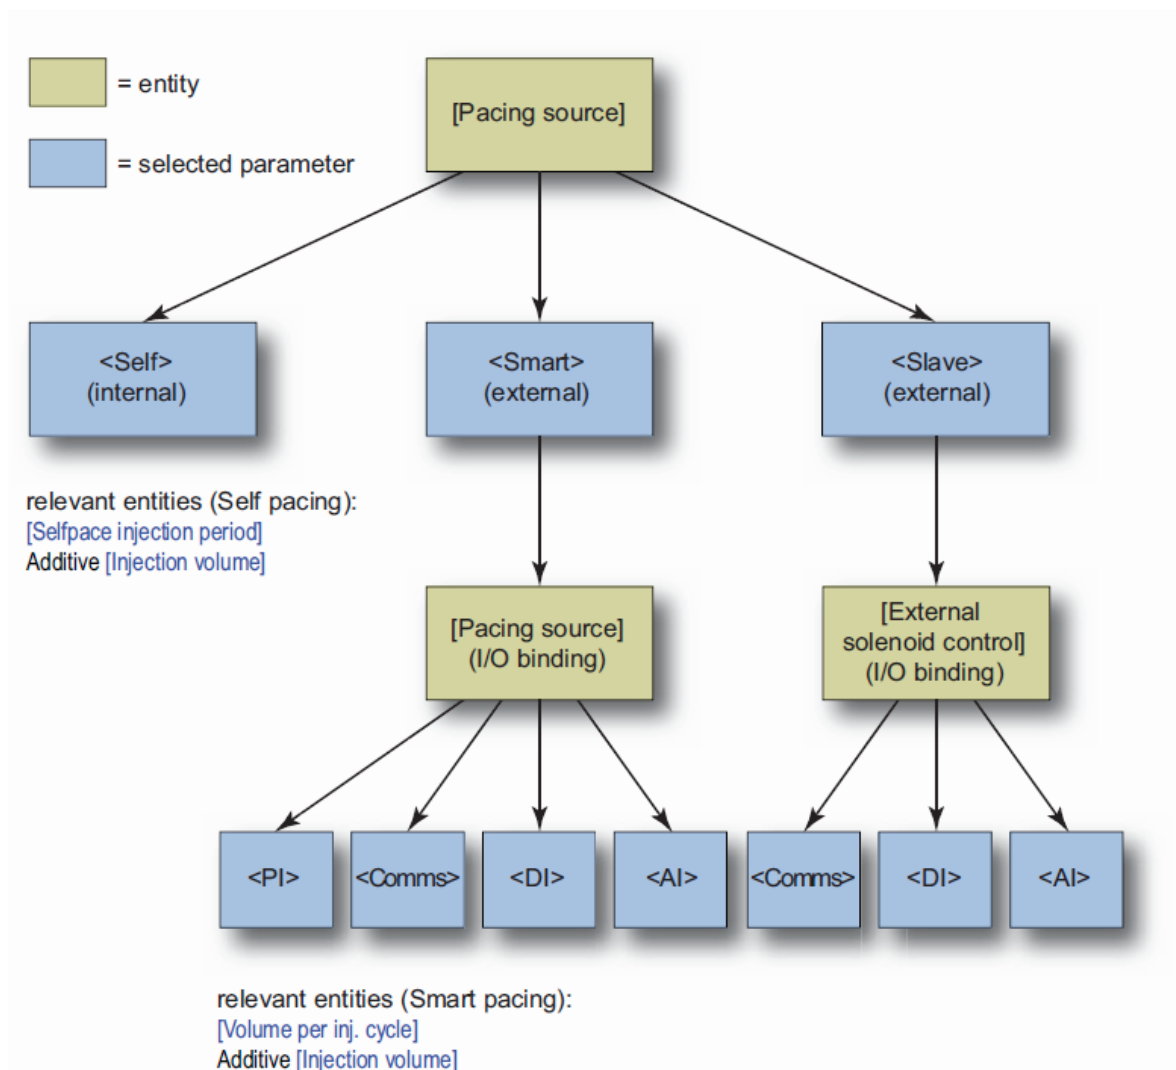 = entity
[Pacing source]
= selected parameter
<Self>
(internal)
<Smart>
(external)
<Slave>
(external)
relevant entities (Self pacing):
[Selfpace injection period]
Additive [Injection volume]
[Pacing source]
(I/O binding)
[External
solenoid control]
(I/O binding)
<PI>
<Comms>
<DI>
<AI>
<Comms>
<DI>
<AI>
relevant entities (Smart pacing):
[Volume per inj. cycle]
Additive [Injection volume]